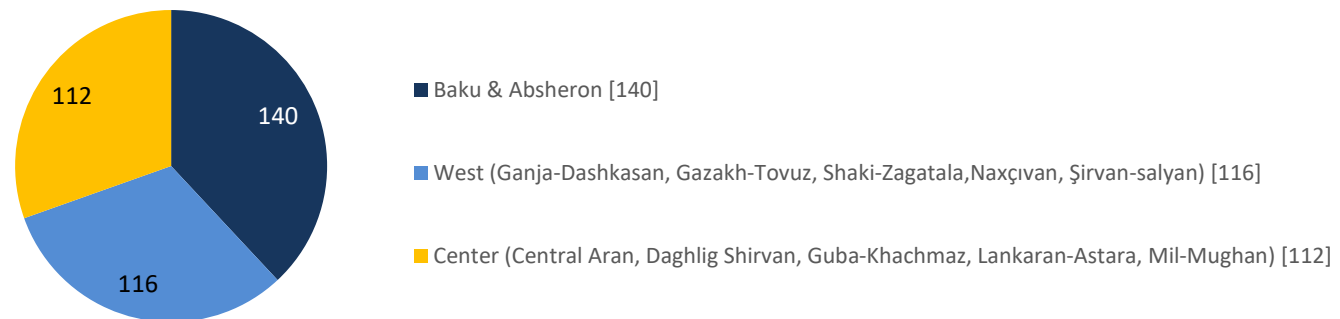 112
140
116
Baku & Absheron [140]
West (Ganja-Dashkasan, Gazakh-Tovuz, Shaki-Zagatala,Naxçıvan, Şirvan-salyan) [116]
Center (Central Aran, Daghlig Shirvan, Guba-Khachmaz, Lankaran-Astara, Mil-Mughan) [112]